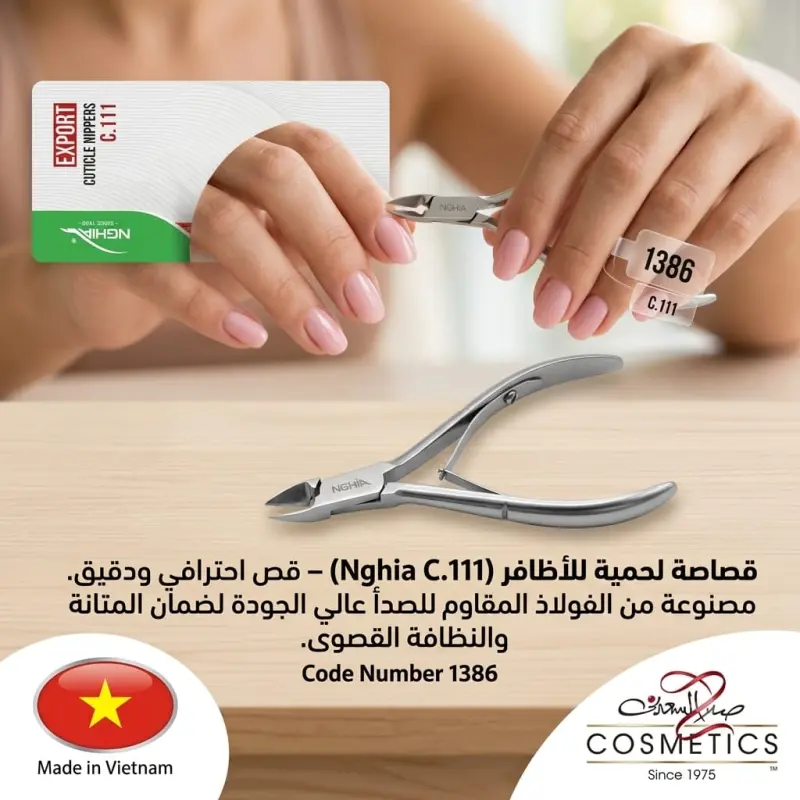 EXPORT
CUTICLE NIPPERS
C.111
NGHIA
SINCE 1980
NGHIA
1386
C.111
NGHIA
قصاصة لحمية للأظافر (Nghia C.111) – قص احترافي ودقيق.
مصنوعة من الفولاذ المقاوم للصدأ عالي الجودة لضمان المتانة
والنظافة القصوى.
Code Number 1386
Made in Vietnam
COSMETICS
TM
Since 1975